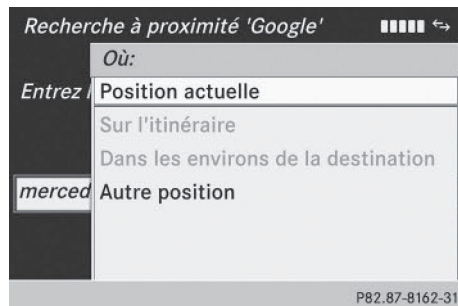 Recherche à proximité 'Google'
Où:
Entrez
Position actuelle
Sur l'itinéraire
Dans les environs de la destination
merced Autre position
P82.87-8162-31